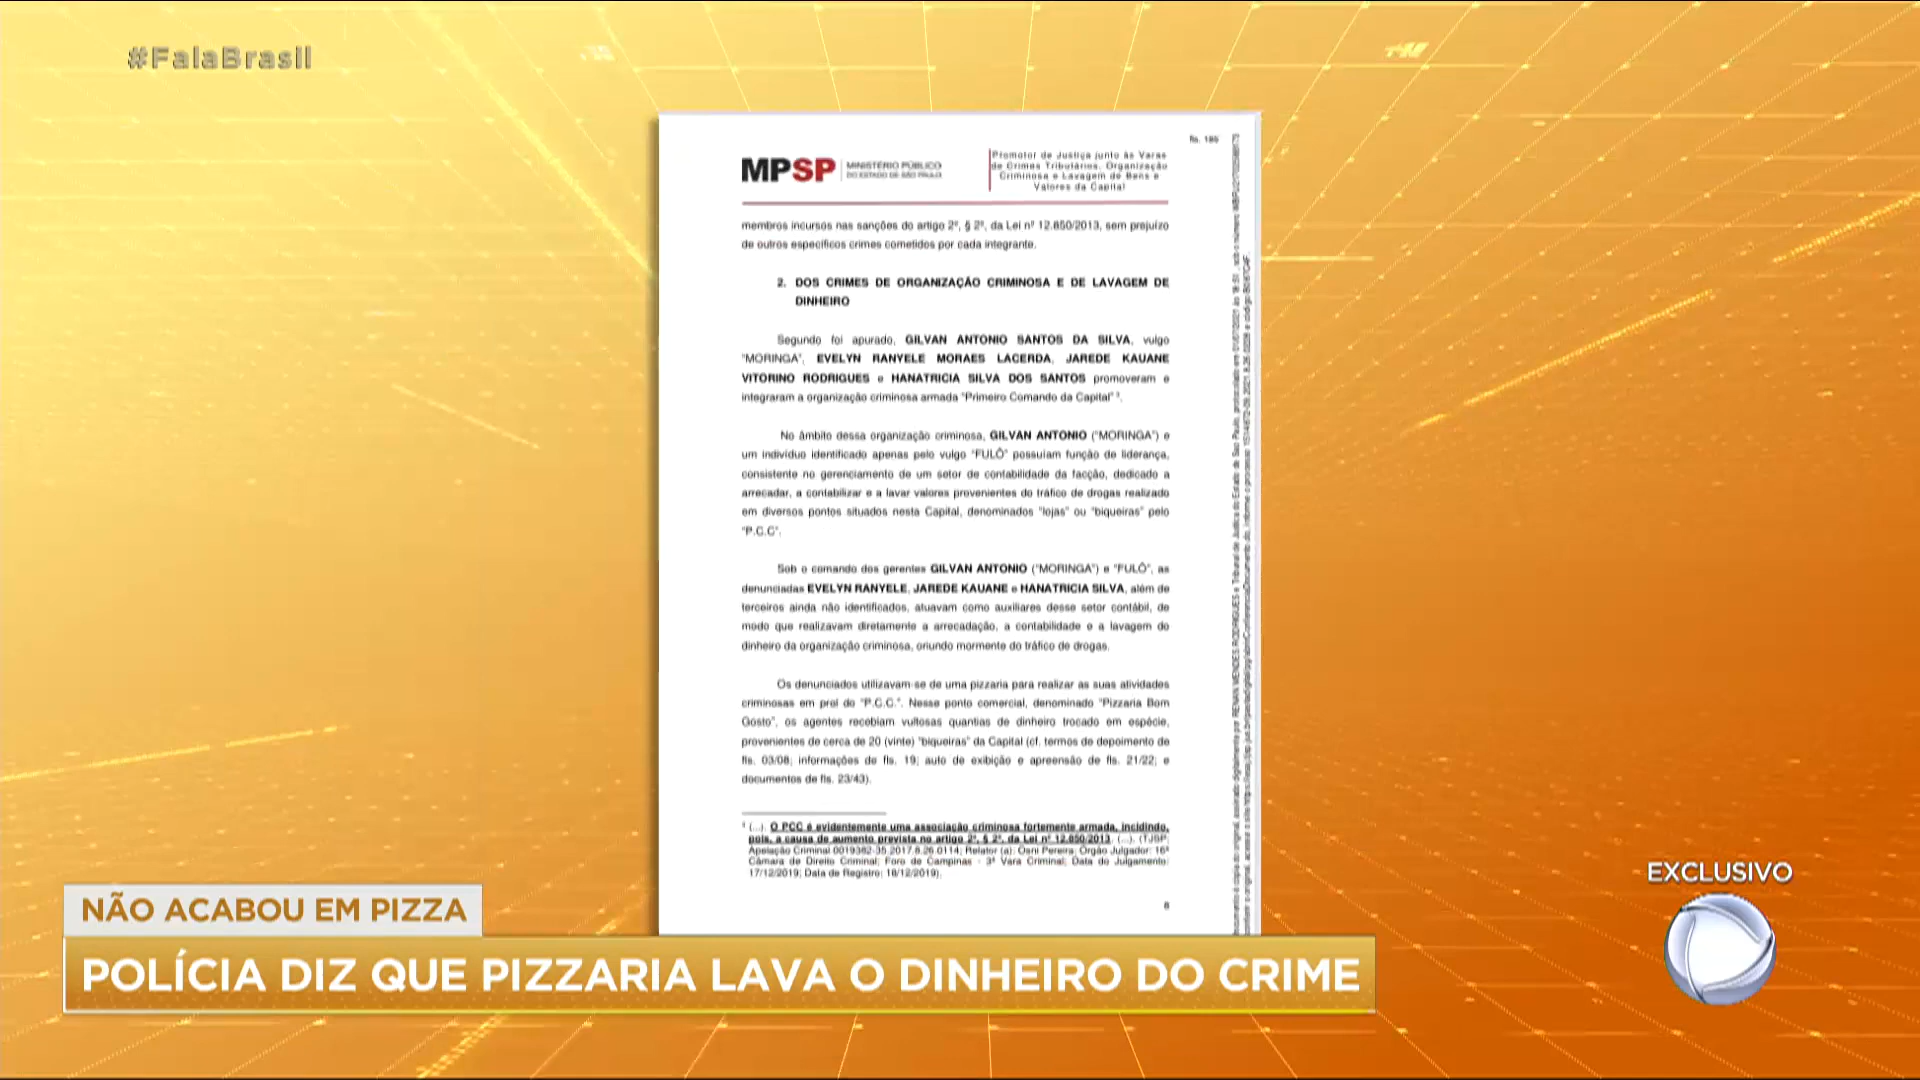 #FalaBrasil
fls. 186
MPSP MINISTÉRIO PÚBLICO
DO ESTADO DE SÃO PAULO
Promotor de Justiça junto às Varas
de Crimes Tributários, Organização
Criminosa e Lavagem de Bens e
Valores da Capital
membros incursos nas sanções do artigo 2º, § 2º, da Lei nº 12.850/2013, sem prejuízo
de outros específicos crimes cometidos por cada integrante.
2. DOS CRIMES DE ORGANIZAÇÃO CRIMINOSA E DE LAVAGEM DE
DINHEIRO
Segundo foi apurado, GILVAN ANTONIO SANTOS DA SILVA, vulgo
"MORINGA", EVELYN RANYELE MORAES LACERDA, JAREDE KAUANE
VITORINO RODRIGUES e HANATRICIA SILVA DOS SANTOS promoveram e
integraram a organização criminosa armada "Primeiro Comando da Capital" ³.
No âmbito dessa organização criminosa, GILVAN ANTONIO ("MORINGA") e
um indivíduo identificado apenas pelo vulgo "FULÔ" possuíam função de liderança,
consistente no gerenciamento de um setor de contabilidade da facção, dedicado a
arrecadar, a contabilizar e a lavar valores provenientes do tráfico de drogas realizado
em diversos pontos situados nesta Capital, denominados "lojas" ou "biqueiras" pelo
"P.C.C".
Sob o comando dos gerentes GILVAN ANTONIO ("MORINGA") e "FULÔ", as
denunciadas EVELYN RANYELE, JAREDE KAUANE e HANATRICIA SILVA, além de
terceiros ainda não identificados, atuavam como auxiliares desse setor contábil, de
modo que realizavam diretamente a arrecadação, a contabilidade e a lavagem do
dinheiro da organização criminosa, oriundo mormente do tráfico de drogas.
Os denunciados utilizavam-se de uma pizzaria para realizar as suas atividades
criminosas em prol do "P.C.C.". Nesse ponto comercial, denominado "Pizzaria Bom
Gosto", os agentes recebiam vultosas quantias de dinheiro trocado em espécie,
provenientes de cerca de 20 (vinte) "biqueiras" da Capital (cf. termos de depoimento de
fls. 03/08; informações de fls. 19; auto de exibição e apreensão de fls. 21/22; e
documentos de fls. 23/43).
³ (...). O PCC é evidentemente uma associação criminosa fortemente armada, incidindo,
pois, a causa de aumento prevista no artigo 2º, § 2º, da Lei nº 12.850/2013. (...). (TJSP;
Apelação Criminal 0019382-35.2017.8.26.0114; Relator (a): Osni Pereira; Órgão Julgador: 16ª
Câmara de Direito Criminal; Foro de Campinas - 3ª Vara Criminal; Data do Julgamento:
17/12/2019; Data de Registro: 18/12/2019).
EXCLUSIVO
NÃO ACABOU EM PIZZA
POLÍCIA DIZ QUE PIZZARIA LAVA O DINHEIRO DO CRIME